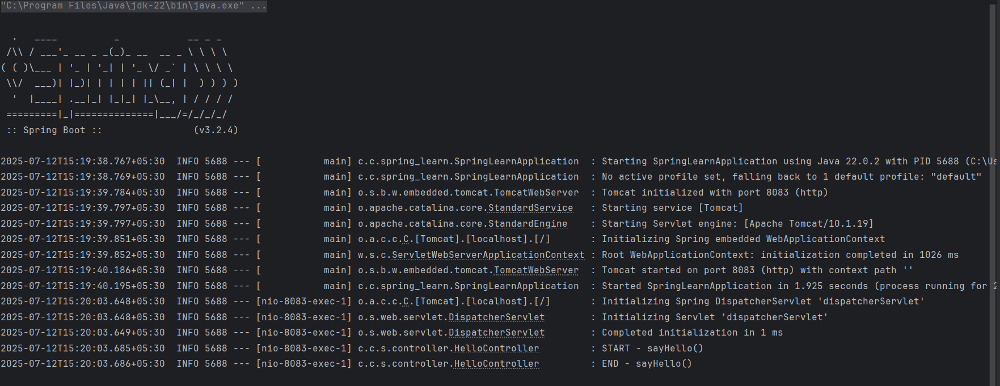 "C:\Program Files\Java\jdk-22\bin\java.exe" ...

  .   ____          _            __ _ _
 /\\ / ___'_ __ _ _(_)_ __  __ _ \ \ \ \
( ( )\___ | '_ | '_| | '_ \/ _` | \ \ \ \
 \\/  ___)| |_)| | | | | || (_| |  ) ) ) )
  '  |____| .__|_| |_|_| |_\__, | / / / /
 =========|_|==============|___/=/_/_/_/
 :: Spring Boot ::                (v3.2.4)

2025-07-12T15:19:38.767+05:30  INFO 5688 --- [           main] c.c.spring_learn.SpringLearnApplication  : Starting SpringLearnApplication using Java 22.0.2 with PID 5688 (C:\Us
2025-07-12T15:19:38.769+05:30  INFO 5688 --- [           main] c.c.spring_learn.SpringLearnApplication  : No active profile set, falling back to 1 default profile: "default"
2025-07-12T15:19:39.784+05:30  INFO 5688 --- [           main] o.s.b.w.embedded.tomcat.TomcatWebServer  : Tomcat initialized with port 8083 (http)
2025-07-12T15:19:39.797+05:30  INFO 5688 --- [           main] o.apache.catalina.core.StandardService   : Starting service [Tomcat]
2025-07-12T15:19:39.797+05:30  INFO 5688 --- [           main] o.apache.catalina.core.StandardEngine    : Starting Servlet engine: [Apache Tomcat/10.1.19]
2025-07-12T15:19:39.851+05:30  INFO 5688 --- [           main] o.a.c.c.C.[Tomcat].[localhost].[/]       : Initializing Spring embedded WebApplicationContext
2025-07-12T15:19:39.852+05:30  INFO 5688 --- [           main] w.s.c.ServletWebServerApplicationContext : Root WebApplicationContext: initialization completed in 1026 ms
2025-07-12T15:19:40.186+05:30  INFO 5688 --- [           main] o.s.b.w.embedded.tomcat.TomcatWebServer  : Tomcat started on port 8083 (http) with context path ''
2025-07-12T15:19:40.195+05:30  INFO 5688 --- [           main] c.c.spring_learn.SpringLearnApplication  : Started SpringLearnApplication in 1.925 seconds (process running for 2
2025-07-12T15:20:03.648+05:30  INFO 5688 --- [nio-8083-exec-1] o.a.c.c.C.[Tomcat].[localhost].[/]       : Initializing Spring DispatcherServlet 'dispatcherServlet'
2025-07-12T15:20:03.648+05:30  INFO 5688 --- [nio-8083-exec-1] o.s.web.servlet.DispatcherServlet        : Initializing Servlet 'dispatcherServlet'
2025-07-12T15:20:03.649+05:30  INFO 5688 --- [nio-8083-exec-1] o.s.web.servlet.DispatcherServlet        : Completed initialization in 1 ms
2025-07-12T15:20:03.685+05:30  INFO 5688 --- [nio-8083-exec-1] c.c.s.controller.HelloController         : START - sayHello()
2025-07-12T15:20:03.686+05:30  INFO 5688 --- [nio-8083-exec-1] c.c.s.controller.HelloController         : END - sayHello()